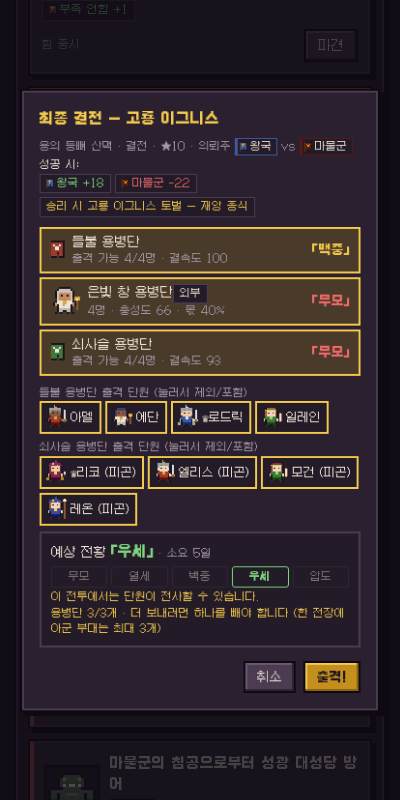 부족 연합 +1
힘 중시
파견
최종 결전 – 고룡 이그니스
용의 등뼈 산맥 · 결전 · ★10 · 의뢰주 왕국 vs 마물군
성공 시:
왕국 +18 마물군 -22
승리 시 고룡 이그니스 토벌 – 재앙 종식
들불 용병단 「백중」
출격 가능 4/4명 · 결속도 100
은빛 창 용병단 외부 「무모」
4명 · 충성도 66 · 몫 40%
쇠사슬 용병단 「무모」
출격 가능 4/4명 · 결속도 93
들불 용병단 출격 단원 (눌러서 제외/포함)
아멜 에단 로드릭 일레인
쇠사슬 용병단 출격 단원 (눌러서 제외/포함)
리코 (피곤) 엘리스 (피곤) 모건 (피곤)
레온 (피곤)
예상 전황 「우세」 · 소요 5일
무모 열세 백중 우세 압도
이 전투에서는 단원이 전사할 수 있습니다.
용병단 3/3개 · 더 보내려면 하나를 빼야 합니다 (한 전장에
아군 부대는 최대 3개)
취소 출격!
마물군의 침공으로부터 성광 대성당 방
어